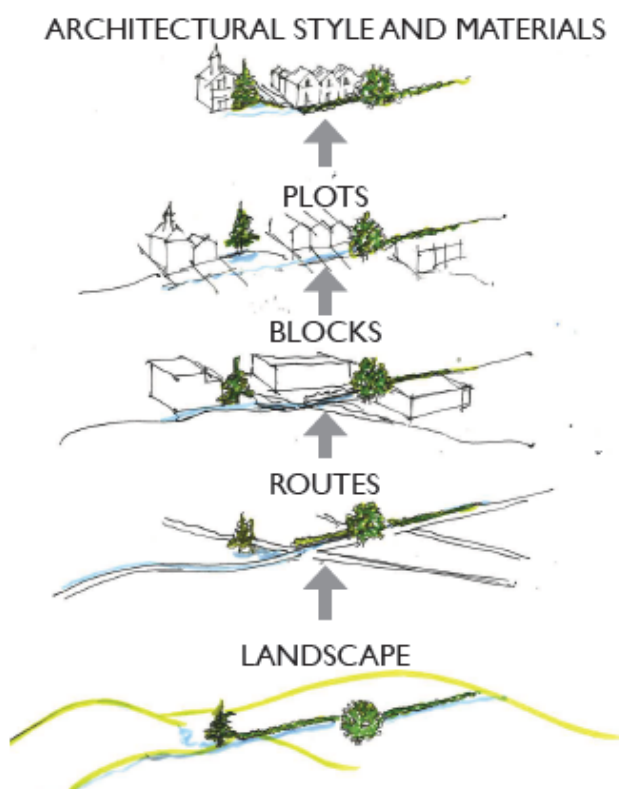 ARCHITECTURAL STYLE AND MATERIALS
PLOTS
BLOCKS
ROUTES
LANDSCAPE